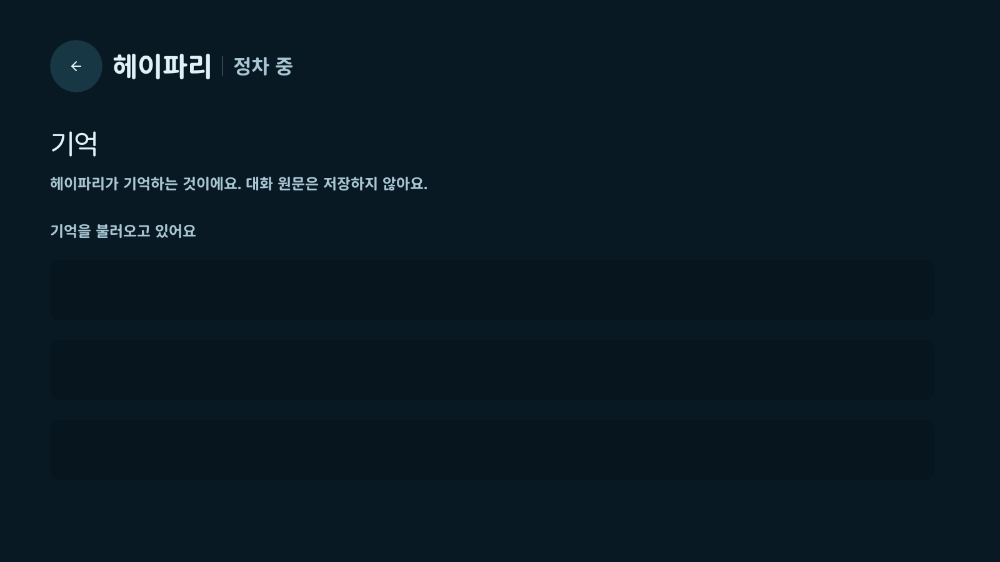 헤이파리 | 정차 중
기억
헤이파리가 기억하는 것이에요. 대화 원문은 저장하지 않아요.
기억을 불러오고 있어요